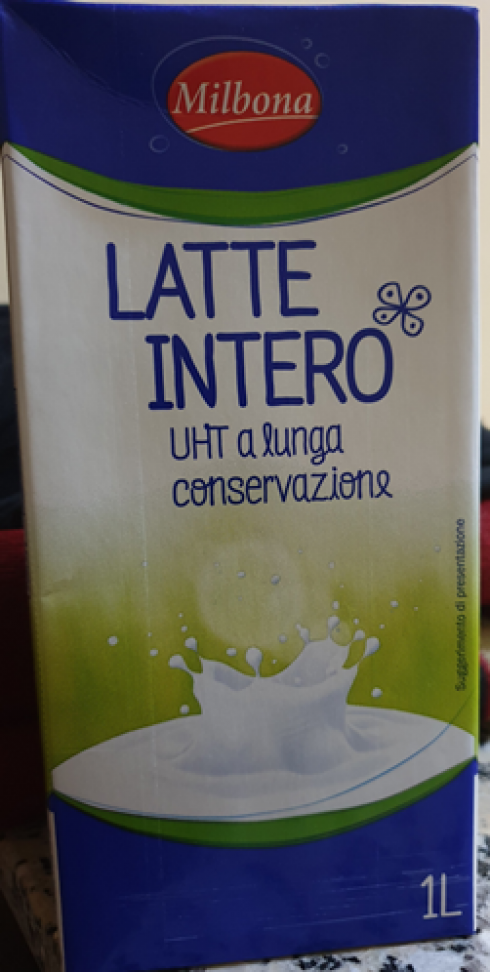 Milbona
LATTE
INTERO
UHT a lunga
conservazione
Suggerimento di presentazione
1L